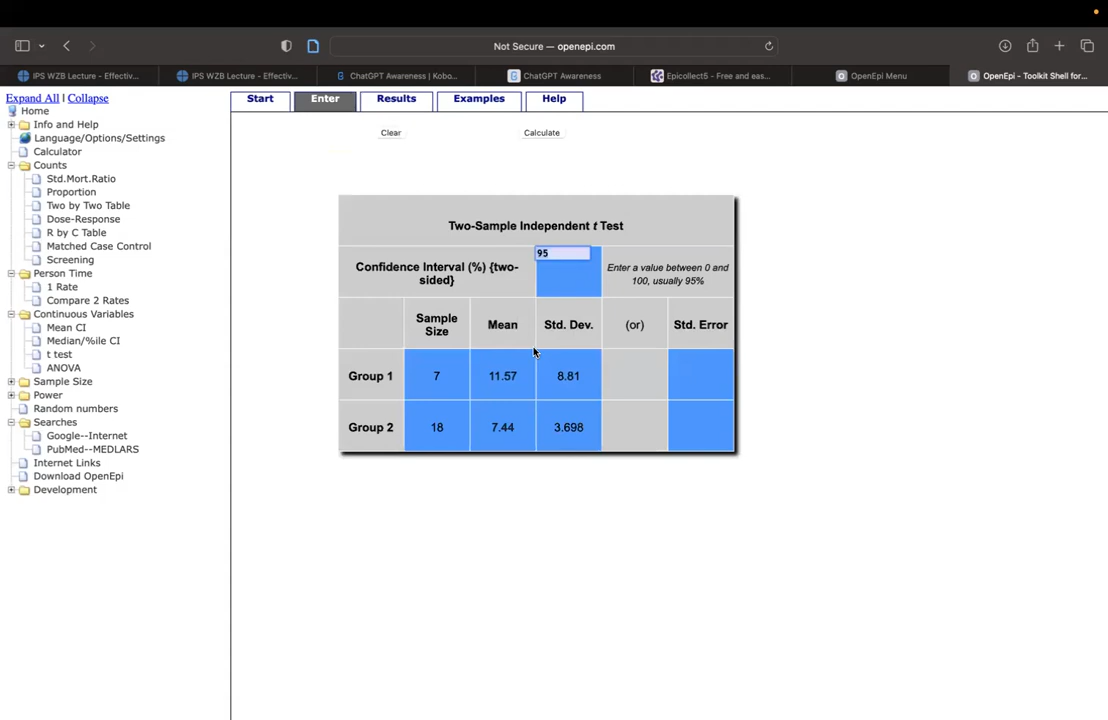 Not Secure — openepi.com
IPS WZB Lecture - Effectiv...
IPS WZB Lecture - Effectiv...
ChatGPT Awareness | Kobo...
ChatGPT Awareness
Epicollect5 - Free and eas...
OpenEpi Menu
OpenEpi - Toolkit Shell for...
Expand All | Collapse
Home
Info and Help
Language/Options/Settings
Calculator
Counts
Std.Mort.Ratio
Proportion
Two by Two Table
Dose-Response
R by C Table
Matched Case Control
Screening
Person Time
1 Rate
Compare 2 Rates
Continuous Variables
Mean CI
Median/%ile CI
t test
ANOVA
Sample Size
Power
Random numbers
Searches
Google--Internet
PubMed--MEDLARS
Internet Links
Download OpenEpi
Development
Start Enter Results Examples Help
Clear Calculate
Two-Sample Independent t Test
Confidence Interval (%) {two-
sided}
95
Enter a value between 0 and
100, usually 95%
Sample
Size
Mean Std. Dev. (or) Std. Error
Group 1 7 11.57 8.81
Group 2 18 7.44 3.698